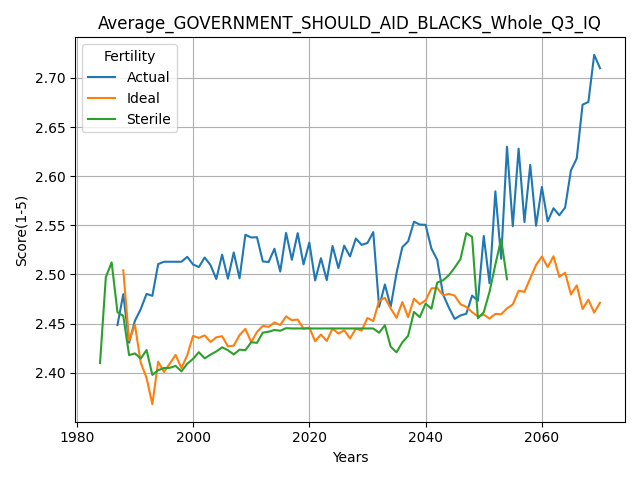 Average_GOVERNMENT_SHOULD_AID_BLACKS_Whole_Q3_IQ
Fertility
Actual
Ideal
Sterile
2.70
2.65
2.60
2.55
2.50
2.45
2.40
Score(1-5)
1980
2000
2020
2040
2060
Years